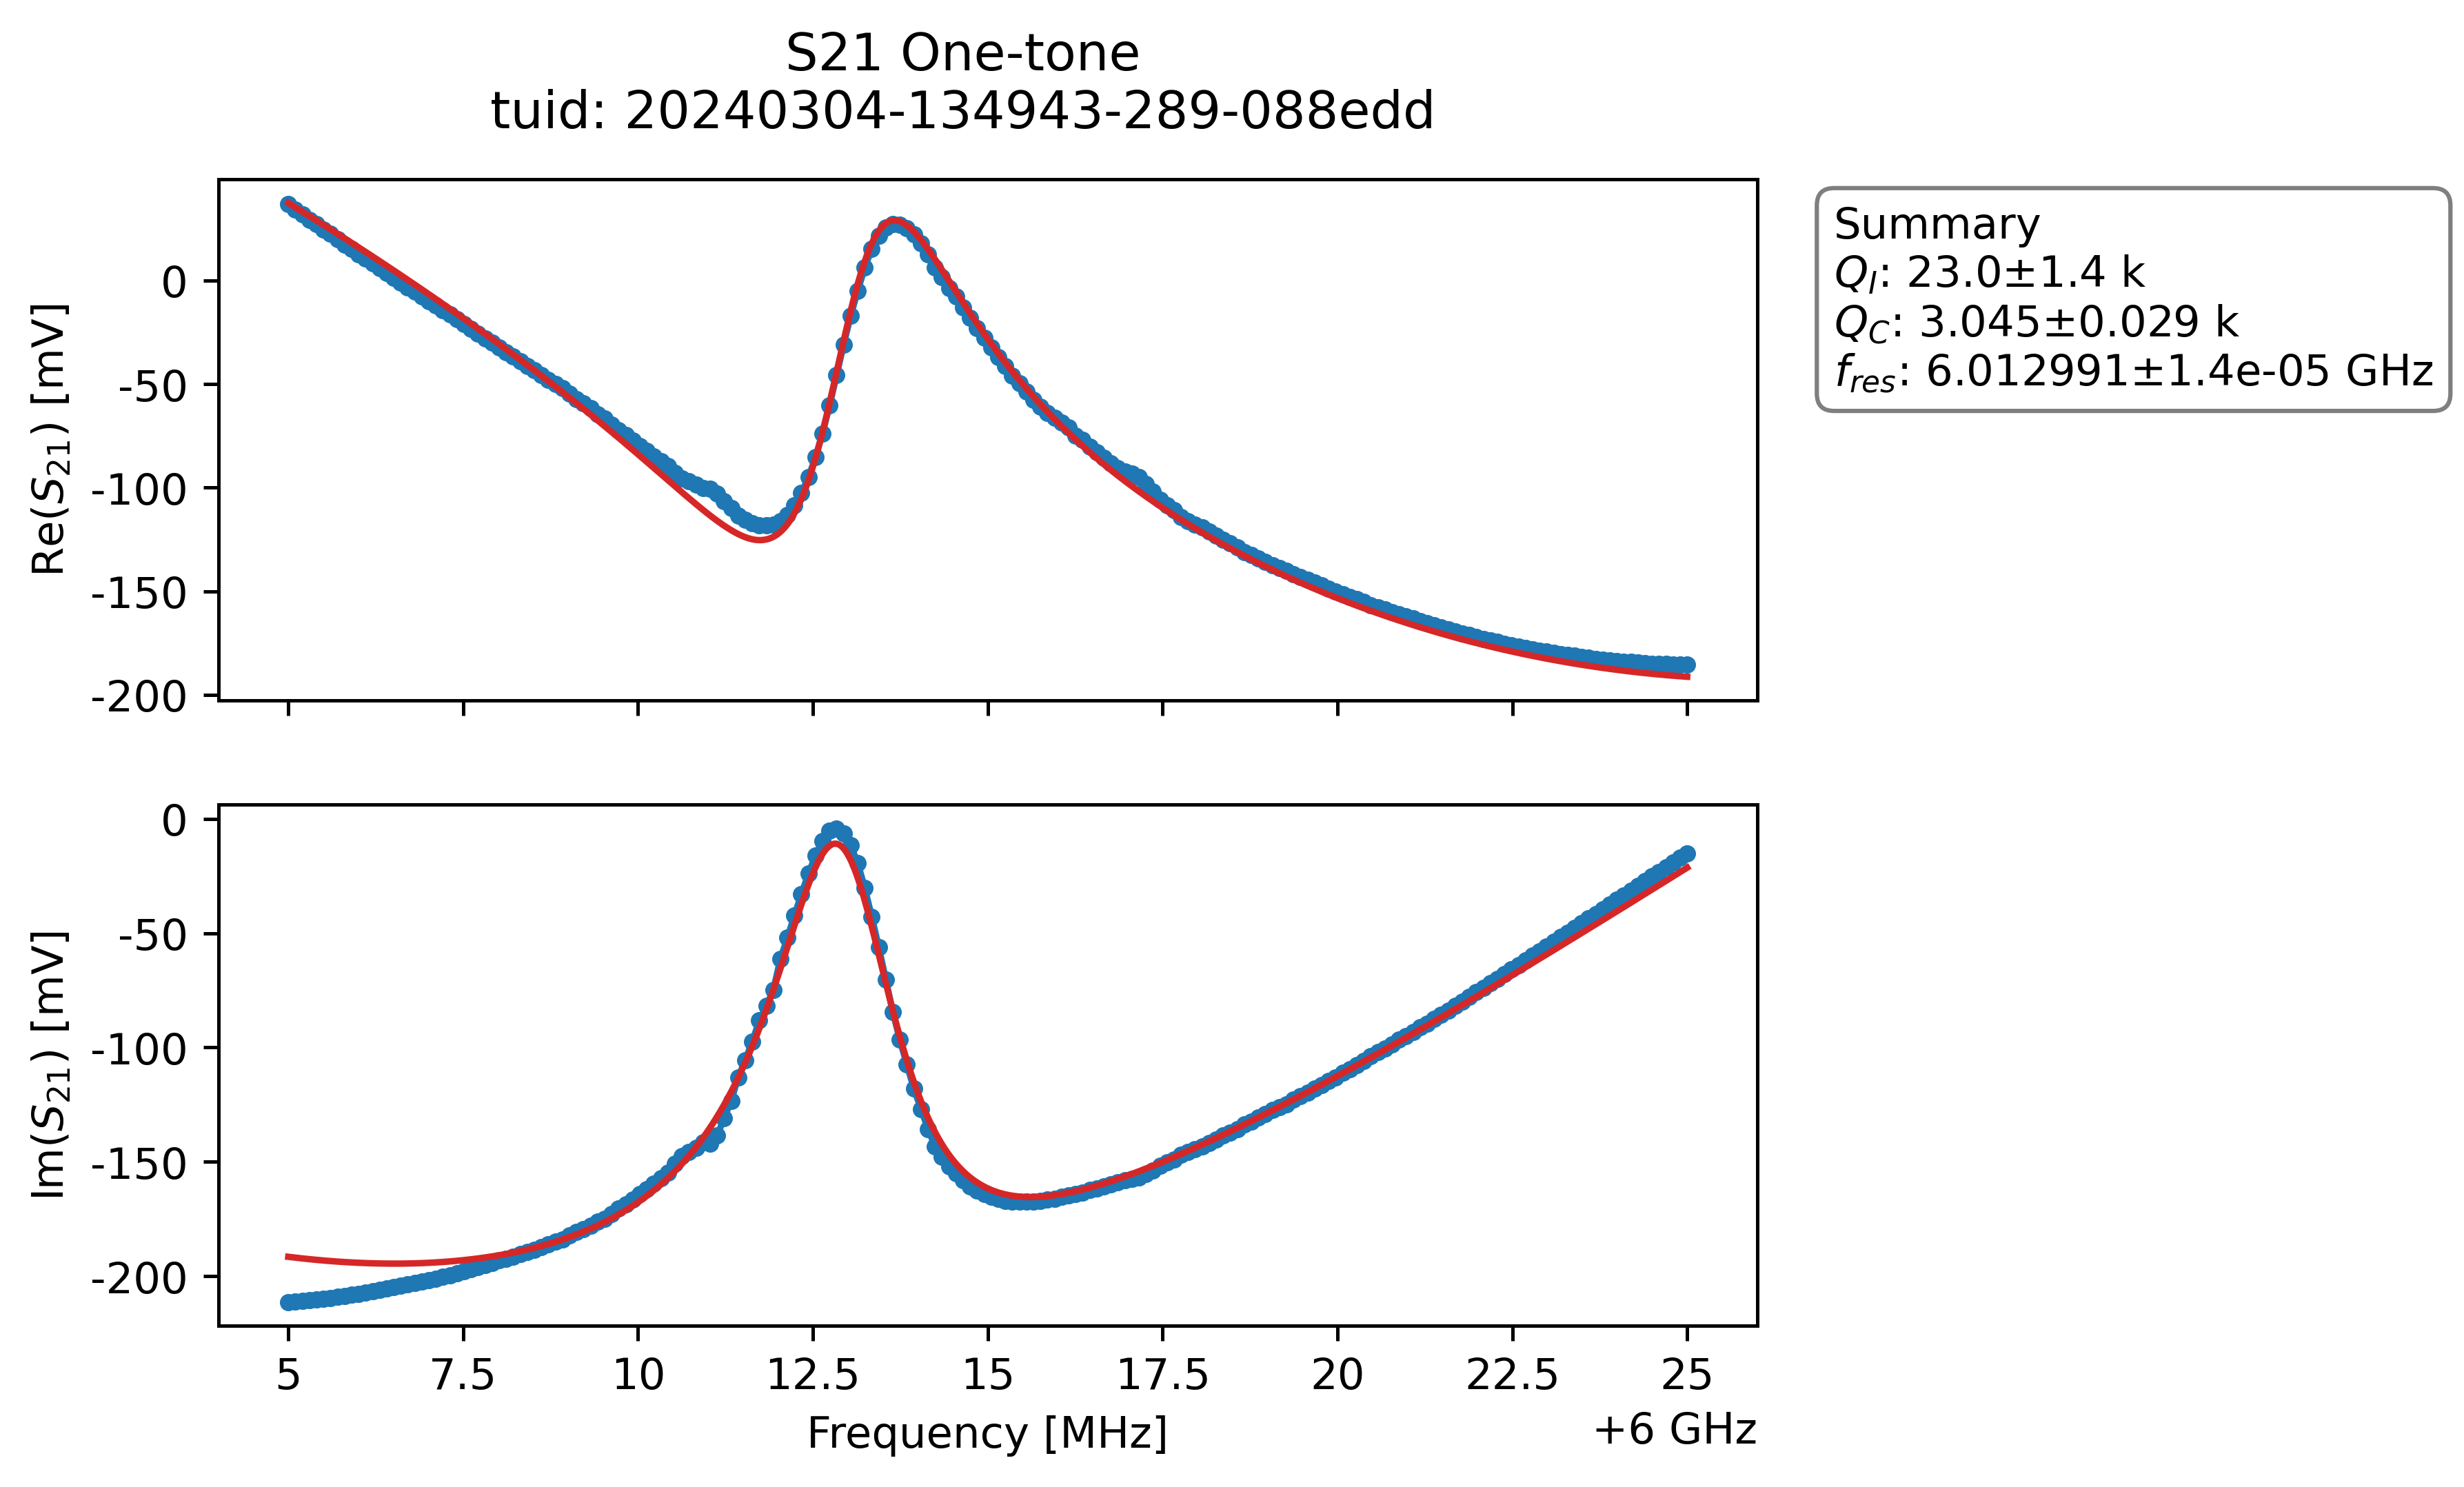 S21 One-tone
tuid: 20240304-134943-289-088edd
Summary
Q_I: 23.0±1.4 k
Q_C: 3.045±0.029 k
f_res: 6.012991±1.4e-05 GHz
Re(S_21) [mV]
0
-50
-100
-150
-200
Im(S_21) [mV]
0
-50
-100
-150
-200
5 7.5 10 12.5 15 17.5 20 22.5 25
Frequency [MHz]
+6 GHz